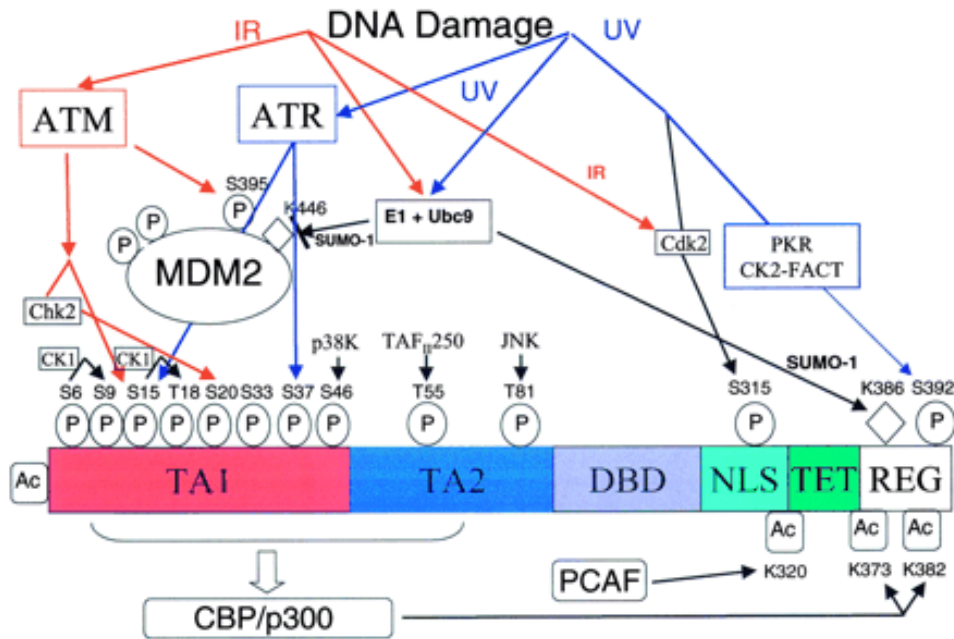 DNA Damage
IR
UV
UV
ATM
ATR
S395
P
K446
E1 + Ubc9
SUMO-1
IR
Cdk2
PKR
CK2-FACT
P
P
MDM2
Chk2
p38K
TAFII250
JNK
CK1
CK1
SUMO-1
S6
S9
S15
T18
S20
S33
S37
S46
T55
T81
S315
K386
S392
P
P
P
P
P
P
P
P
P
P
P
P
Ac
TA1
TA2
DBD
NLS
TET
REG
Ac
Ac
Ac
PCAF
K320
K373
K382
CBP/p300